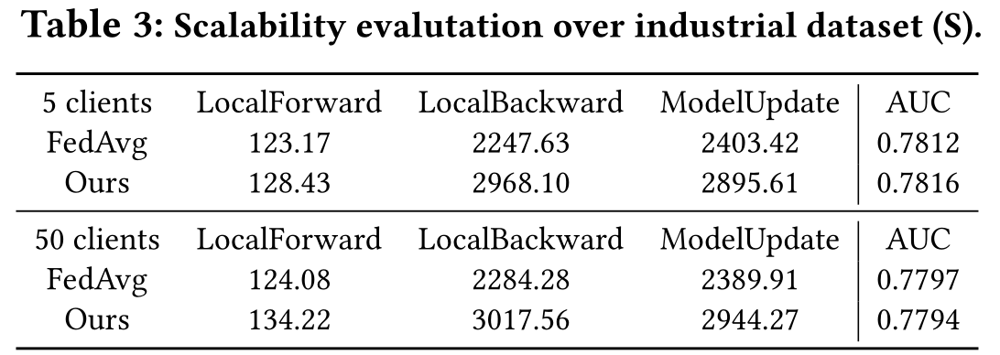 Table 3: Scalability evalutation over industrial dataset (S).
5 clients LocalForward LocalBackward ModelUpdate AUC
FedAvg 123.17 2247.63 2403.42 0.7812
Ours 128.43 2968.10 2895.61 0.7816
50 clients LocalForward LocalBackward ModelUpdate AUC
FedAvg 124.08 2284.28 2389.91 0.7797
Ours 134.22 3017.56 2944.27 0.7794